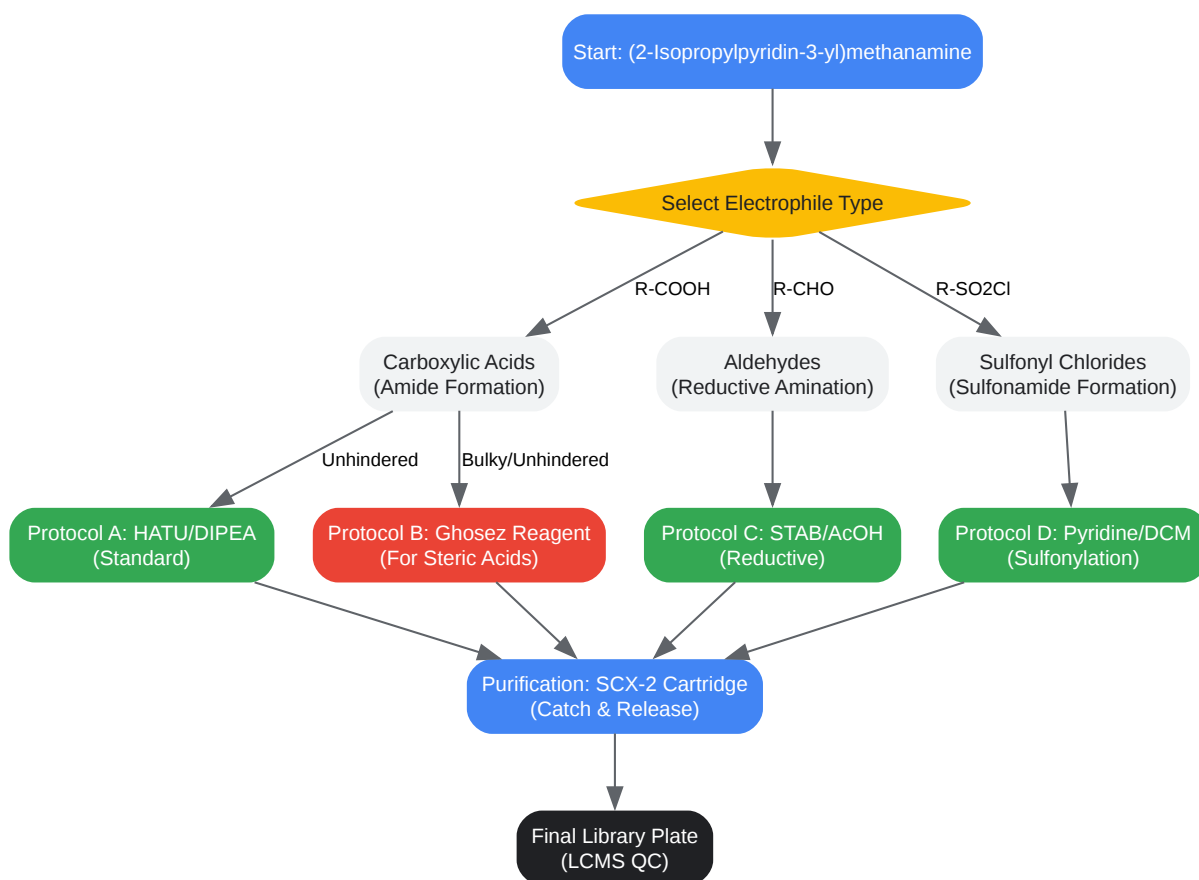 Start: (2-Isopropylpyridin-3-yl)methanamine
Select Electrophile Type
R-COOH
R-CHO
R-SO2Cl
Carboxylic Acids
(Amide Formation)
Aldehydes
(Reductive Amination)
Sulfonyl Chlorides
(Sulfonamide Formation)
Unhindered
Bulky/Unhindered
Protocol A: HATU/DIPEA
(Standard)
Protocol B: Ghosez Reagent
(For Steric Acids)
Protocol C: STAB/AcOH
(Reductive)
Protocol D: Pyridine/DCM
(Sulfonylation)
Purification: SCX-2 Cartridge
(Catch & Release)
Final Library Plate
(LCMS QC)